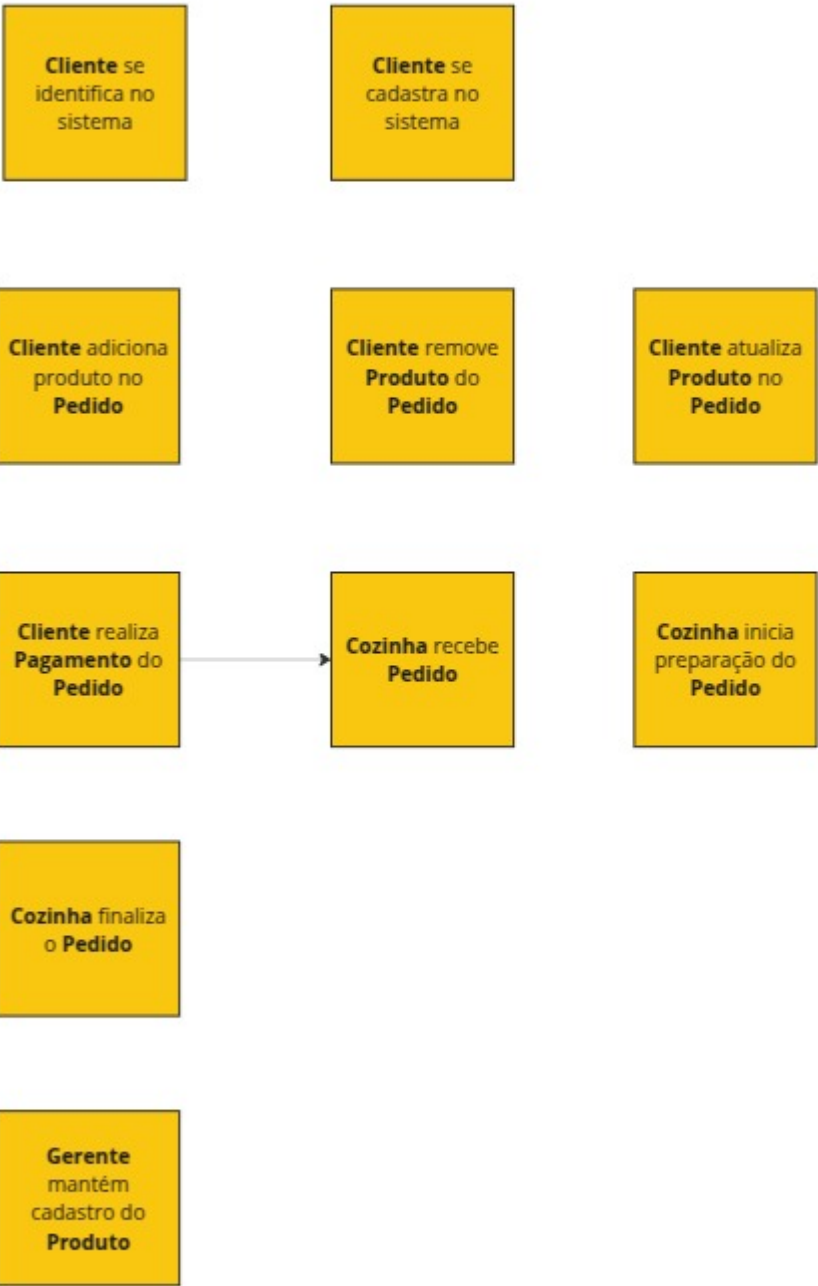 Cliente se
identifica no
sistema
Cliente se
cadastra no
sistema
Cliente adiciona
produto no
Pedido
Cliente remove
Produto do
Pedido
Cliente atualiza
Produto no
Pedido
Cliente realiza
Pagamento do
Pedido
Cozinha recebe
Pedido
Cozinha inicia
preparação do
Pedido
Cozinha finaliza
o Pedido
Gerente
mantém
cadastro do
Produto